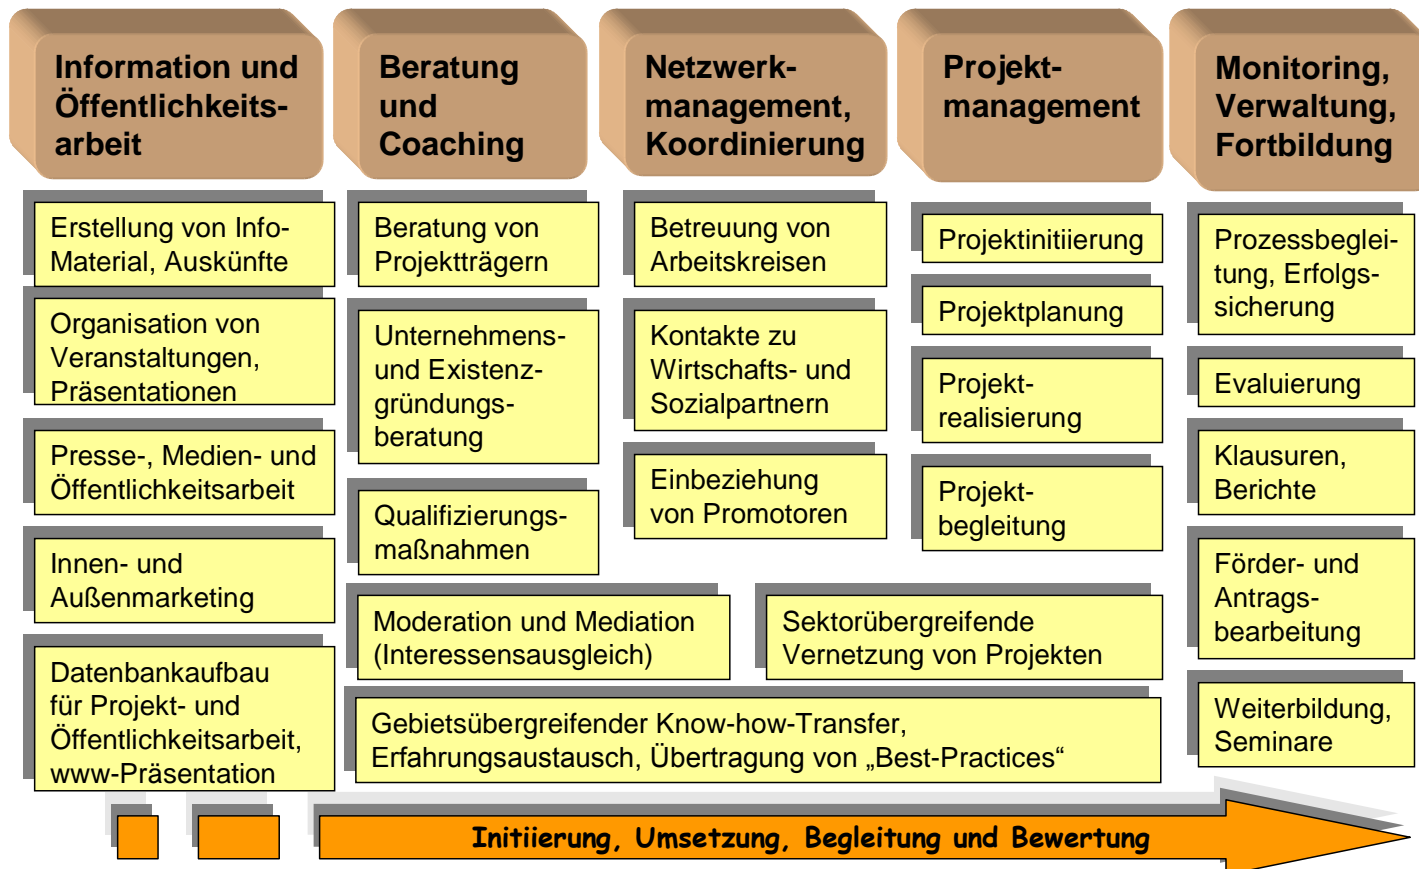 Information und
Öffentlichkeits-
arbeit
Erstellung von Info-
Material, Auskünfte
Organisation von
Veranstaltungen,
Präsentationen
Presse-, Medien- und
Öffentlichkeitsarbeit
Innen- und
Außenmarketing
Datenbankaufbau
für Projekt- und
Öffentlichkeitsarbeit,
www-Präsentation
Beratung
und
Coaching
Beratung von
Projektträgern
Unternehmens-
und Existenz-
gründungs-
beratung
Qualifizierungs-
maßnahmen
Netzwerk-
management,
Koordinierung
Betreuung von
Arbeitskreisen
Kontakte zu
Wirtschafts- und
Sozialpartnern
Einbeziehung
von Promotoren
Projekt-
management
Projektinitiierung
Projektplanung
Projekt-
realisierung
Projekt-
begleitung
Moderation und Mediation
(Interessensausgleich)
Sektorübergreifende
Vernetzung von Projekten
Gebietsübergreifender Know-how-Transfer,
Erfahrungsaustausch, Übertragung von „Best-Practices“
Monitoring,
Verwaltung,
Fortbildung
Prozessbeglei-
tung, Erfolgs-
sicherung
Evaluierung
Klausuren,
Berichte
Förder- und
Antrags-
bearbeitung
Weiterbildung,
Seminare
Initiierung, Umsetzung, Begleitung und Bewertung